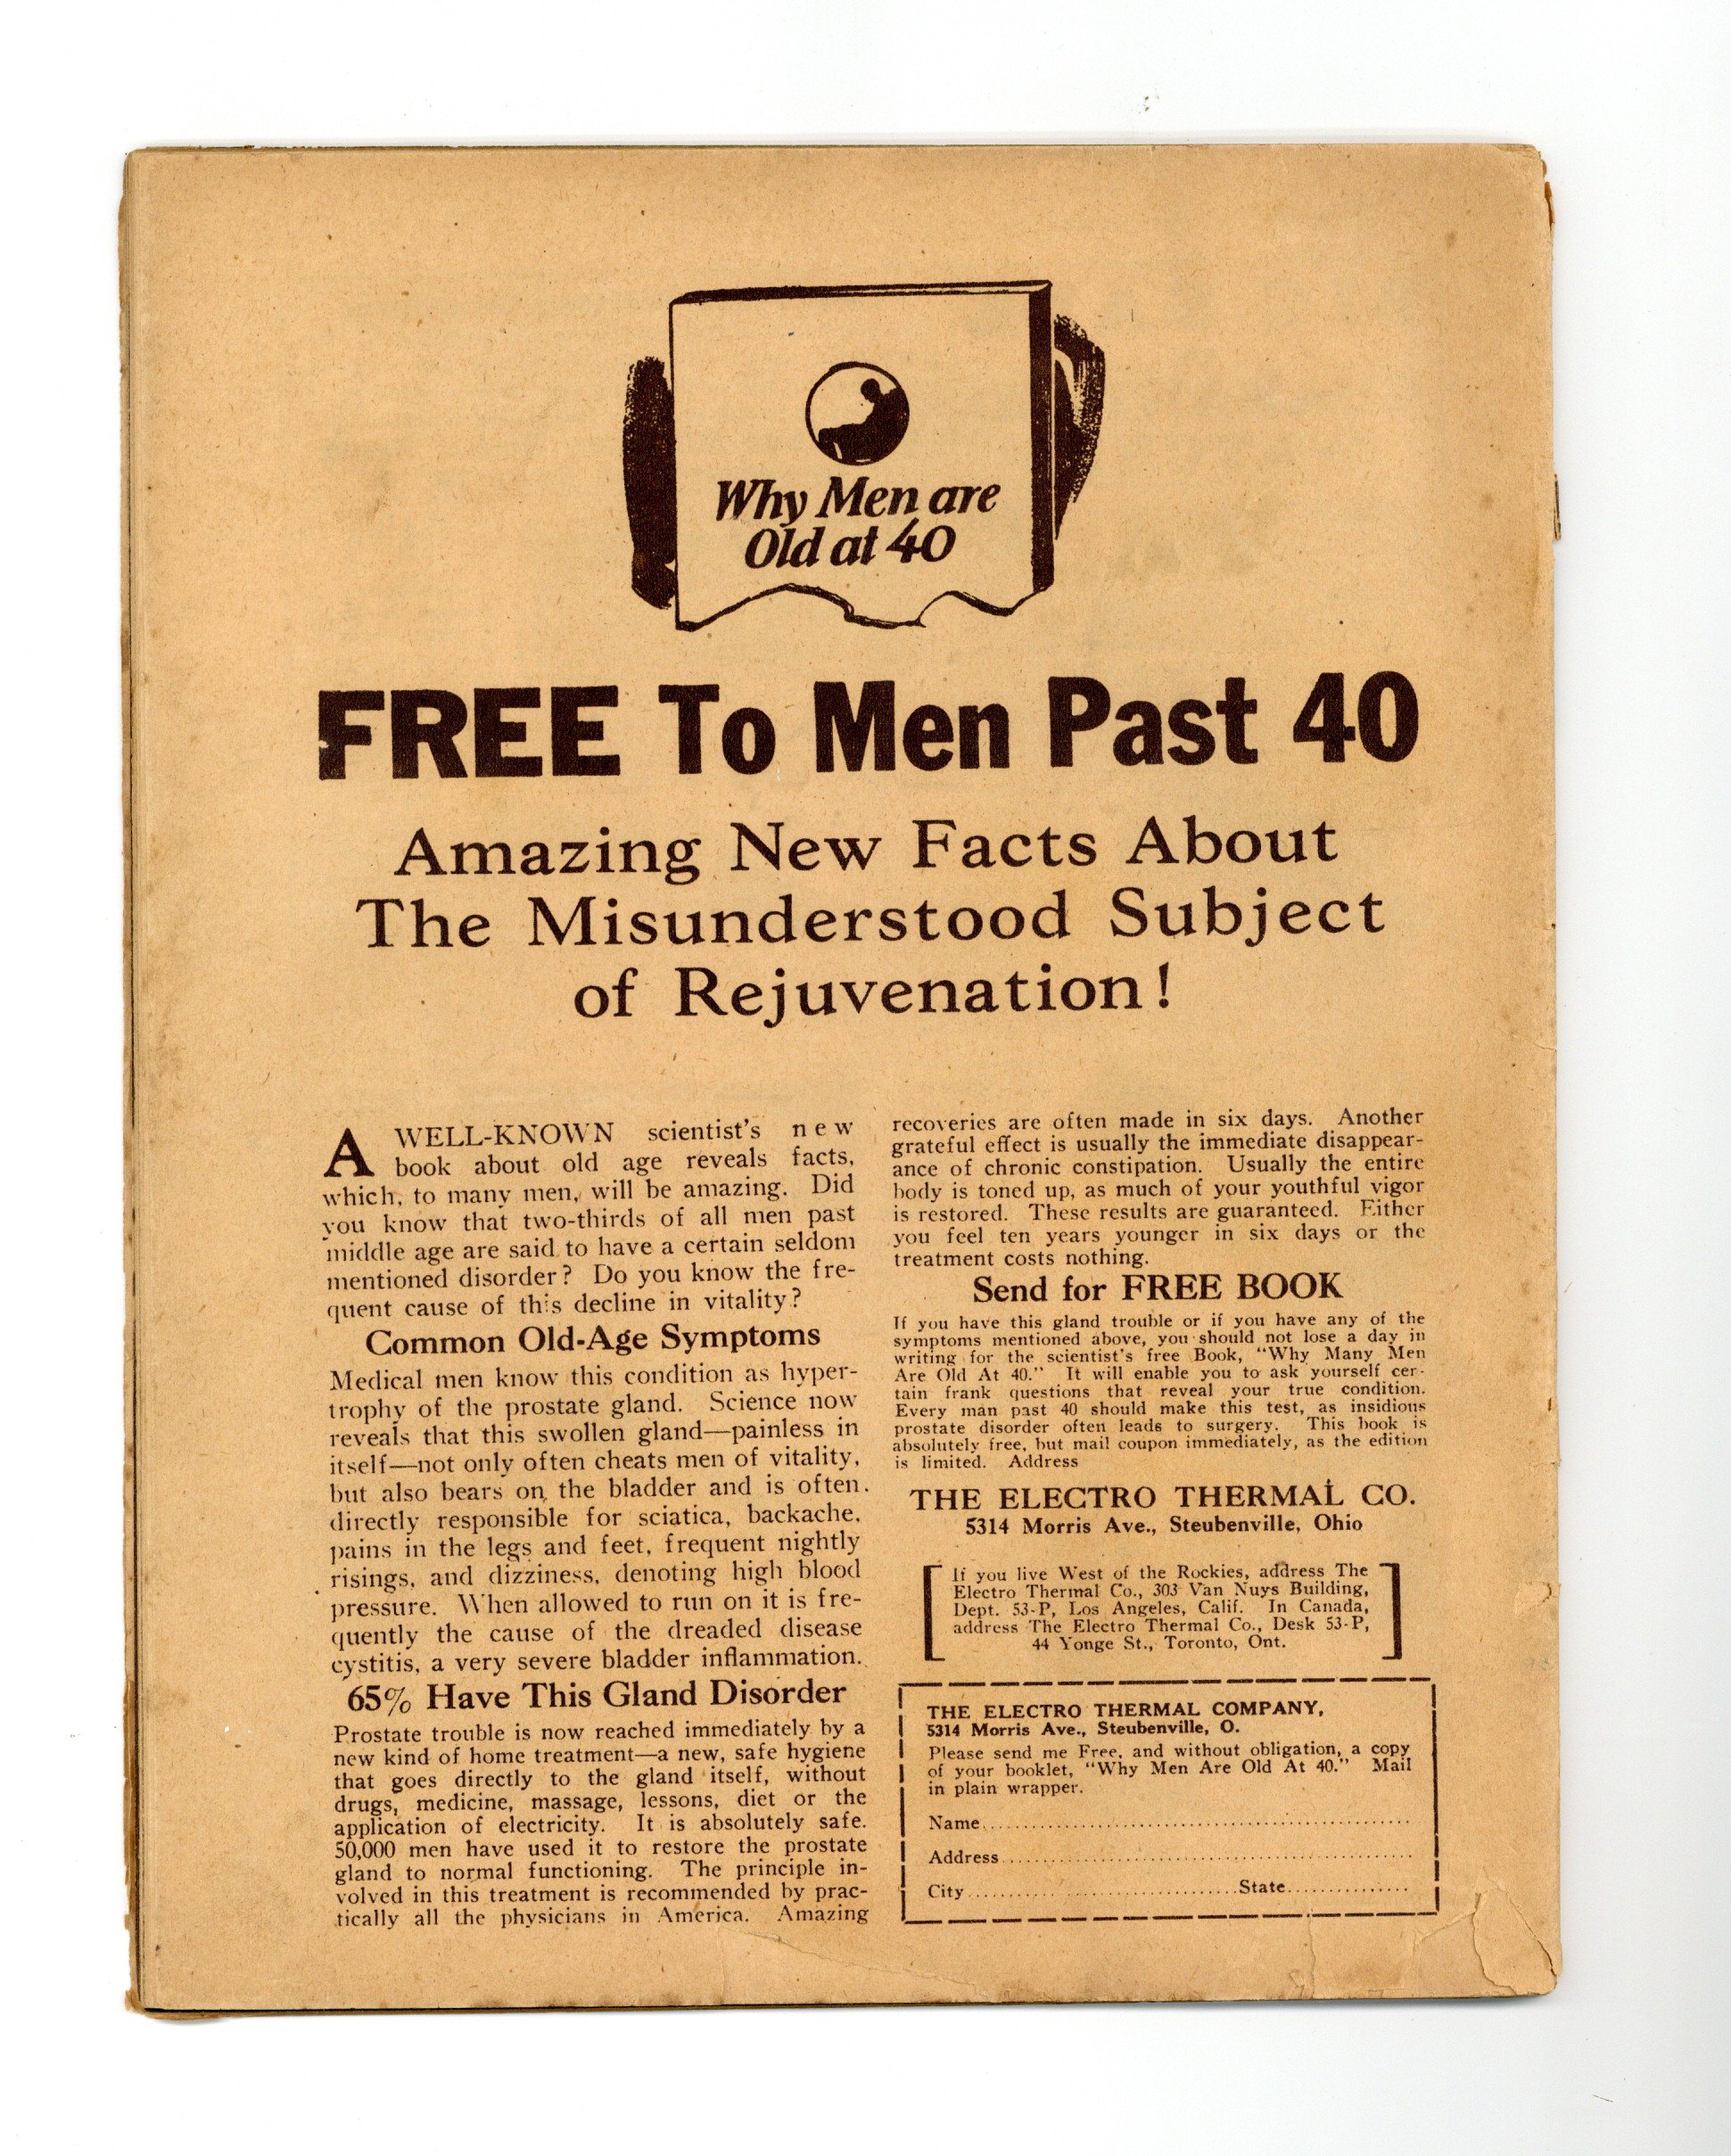 Why Men are
Old at 40
FREE To Men Past 40
Amazing New Facts About
The Misunderstood Subject
of Rejuvenation!
A WELL-KNOWN scientist's new
book about old age reveals facts,
which, to many men, will be amazing. Did
you know that two-thirds of all men past
middle age are said to have a certain seldom
mentioned disorder? Do you know the fre-
quent cause of this decline in vitality?
Common Old-Age Symptoms
Medical men know this condition as hyper-
trophy of the prostate gland. Science now
reveals that this swollen gland—painless in
itself—not only often cheats men of vitality,
but also bears on the bladder and is often
directly responsible for sciatica, backache,
pains in the legs and feet, frequent nightly
risings, and dizziness, denoting high blood
pressure. When allowed to run on it is fre-
quently the cause of the dreaded disease
cystitis, a very severe bladder inflammation.
65% Have This Gland Disorder
Prostate trouble is now reached immediately by a
new kind of home treatment—a new, safe hygiene
that goes directly to the gland itself, without
drugs, medicine, massage, lessons, diet or the
application of electricity. It is absolutely safe.
50,000 men have used it to restore the prostate
gland to normal functioning. The principle in-
volved in this treatment is recommended by prac-
tically all the physicians in America. Amazing
recoveries are often made in six days. Another
grateful effect is usually the immediate disappear-
ance of chronic constipation. Usually the entire
body is toned up, as much of your youthful vigor
is restored. These results are guaranteed. Either
you feel ten years younger in six days or the
treatment costs nothing.
Send for FREE BOOK
If you have this gland trouble or if you have any of the
symptoms mentioned above, you should not lose a day in
writing for the scientist's free Book, "Why Many Men
Are Old At 40." It will enable you to ask yourself cer-
tain frank questions that reveal your true condition.
Every man past 40 should make this test, as insidious
prostate disorder often leads to surgery. This book is
absolutely free, but mail coupon immediately, as the edition
is limited. Address
THE ELECTRO THERMAL CO.
5314 Morris Ave., Steubenville, Ohio
If you live West of the Rockies, address The
Electro Thermal Co., 303 Van Nuys Building,
Dept. 53-P, Los Angeles, Calif. In Canada,
address The Electro Thermal Co., Desk 53-P,
44 Yonge St., Toronto, Ont.
THE ELECTRO THERMAL COMPANY,
5314 Morris Ave., Steubenville, O.
Please send me Free, and without obligation, a copy
of your booklet, "Why Men Are Old At 40." Mail
in plain wrapper.
Name
Address
City State